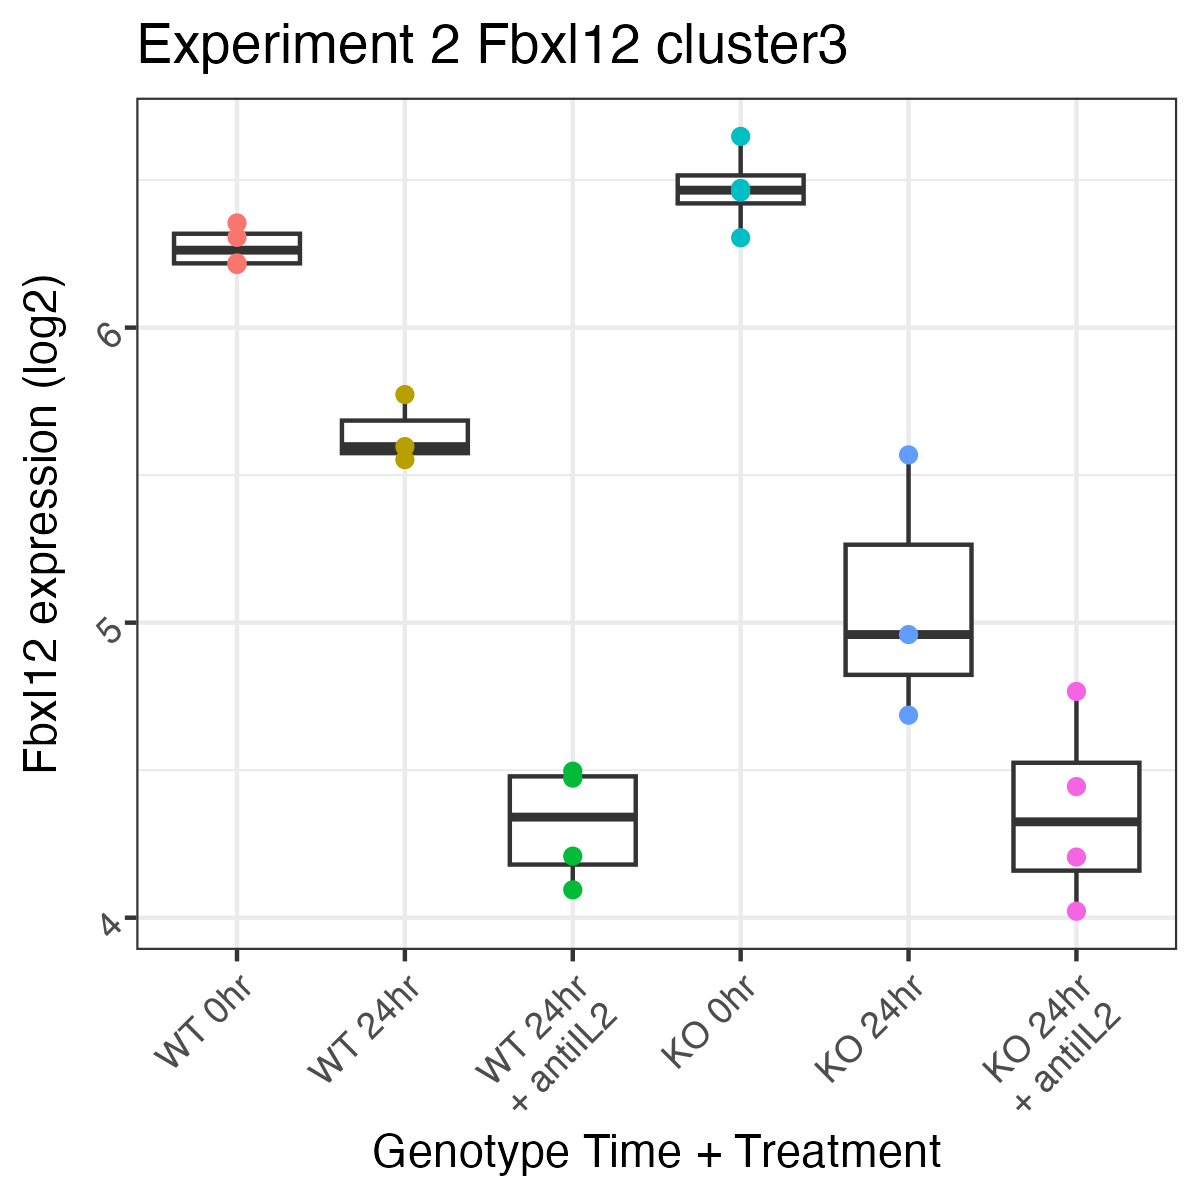 Experiment 2 Fbxl12 cluster3
Fbxl12 expression (log2)
6
5
4
WT 0hr
WT 24hr
WT 24hr
+ antiIL2
KO 0hr
KO 24hr
KO 24hr
+ antiIL2
Genotype Time + Treatment